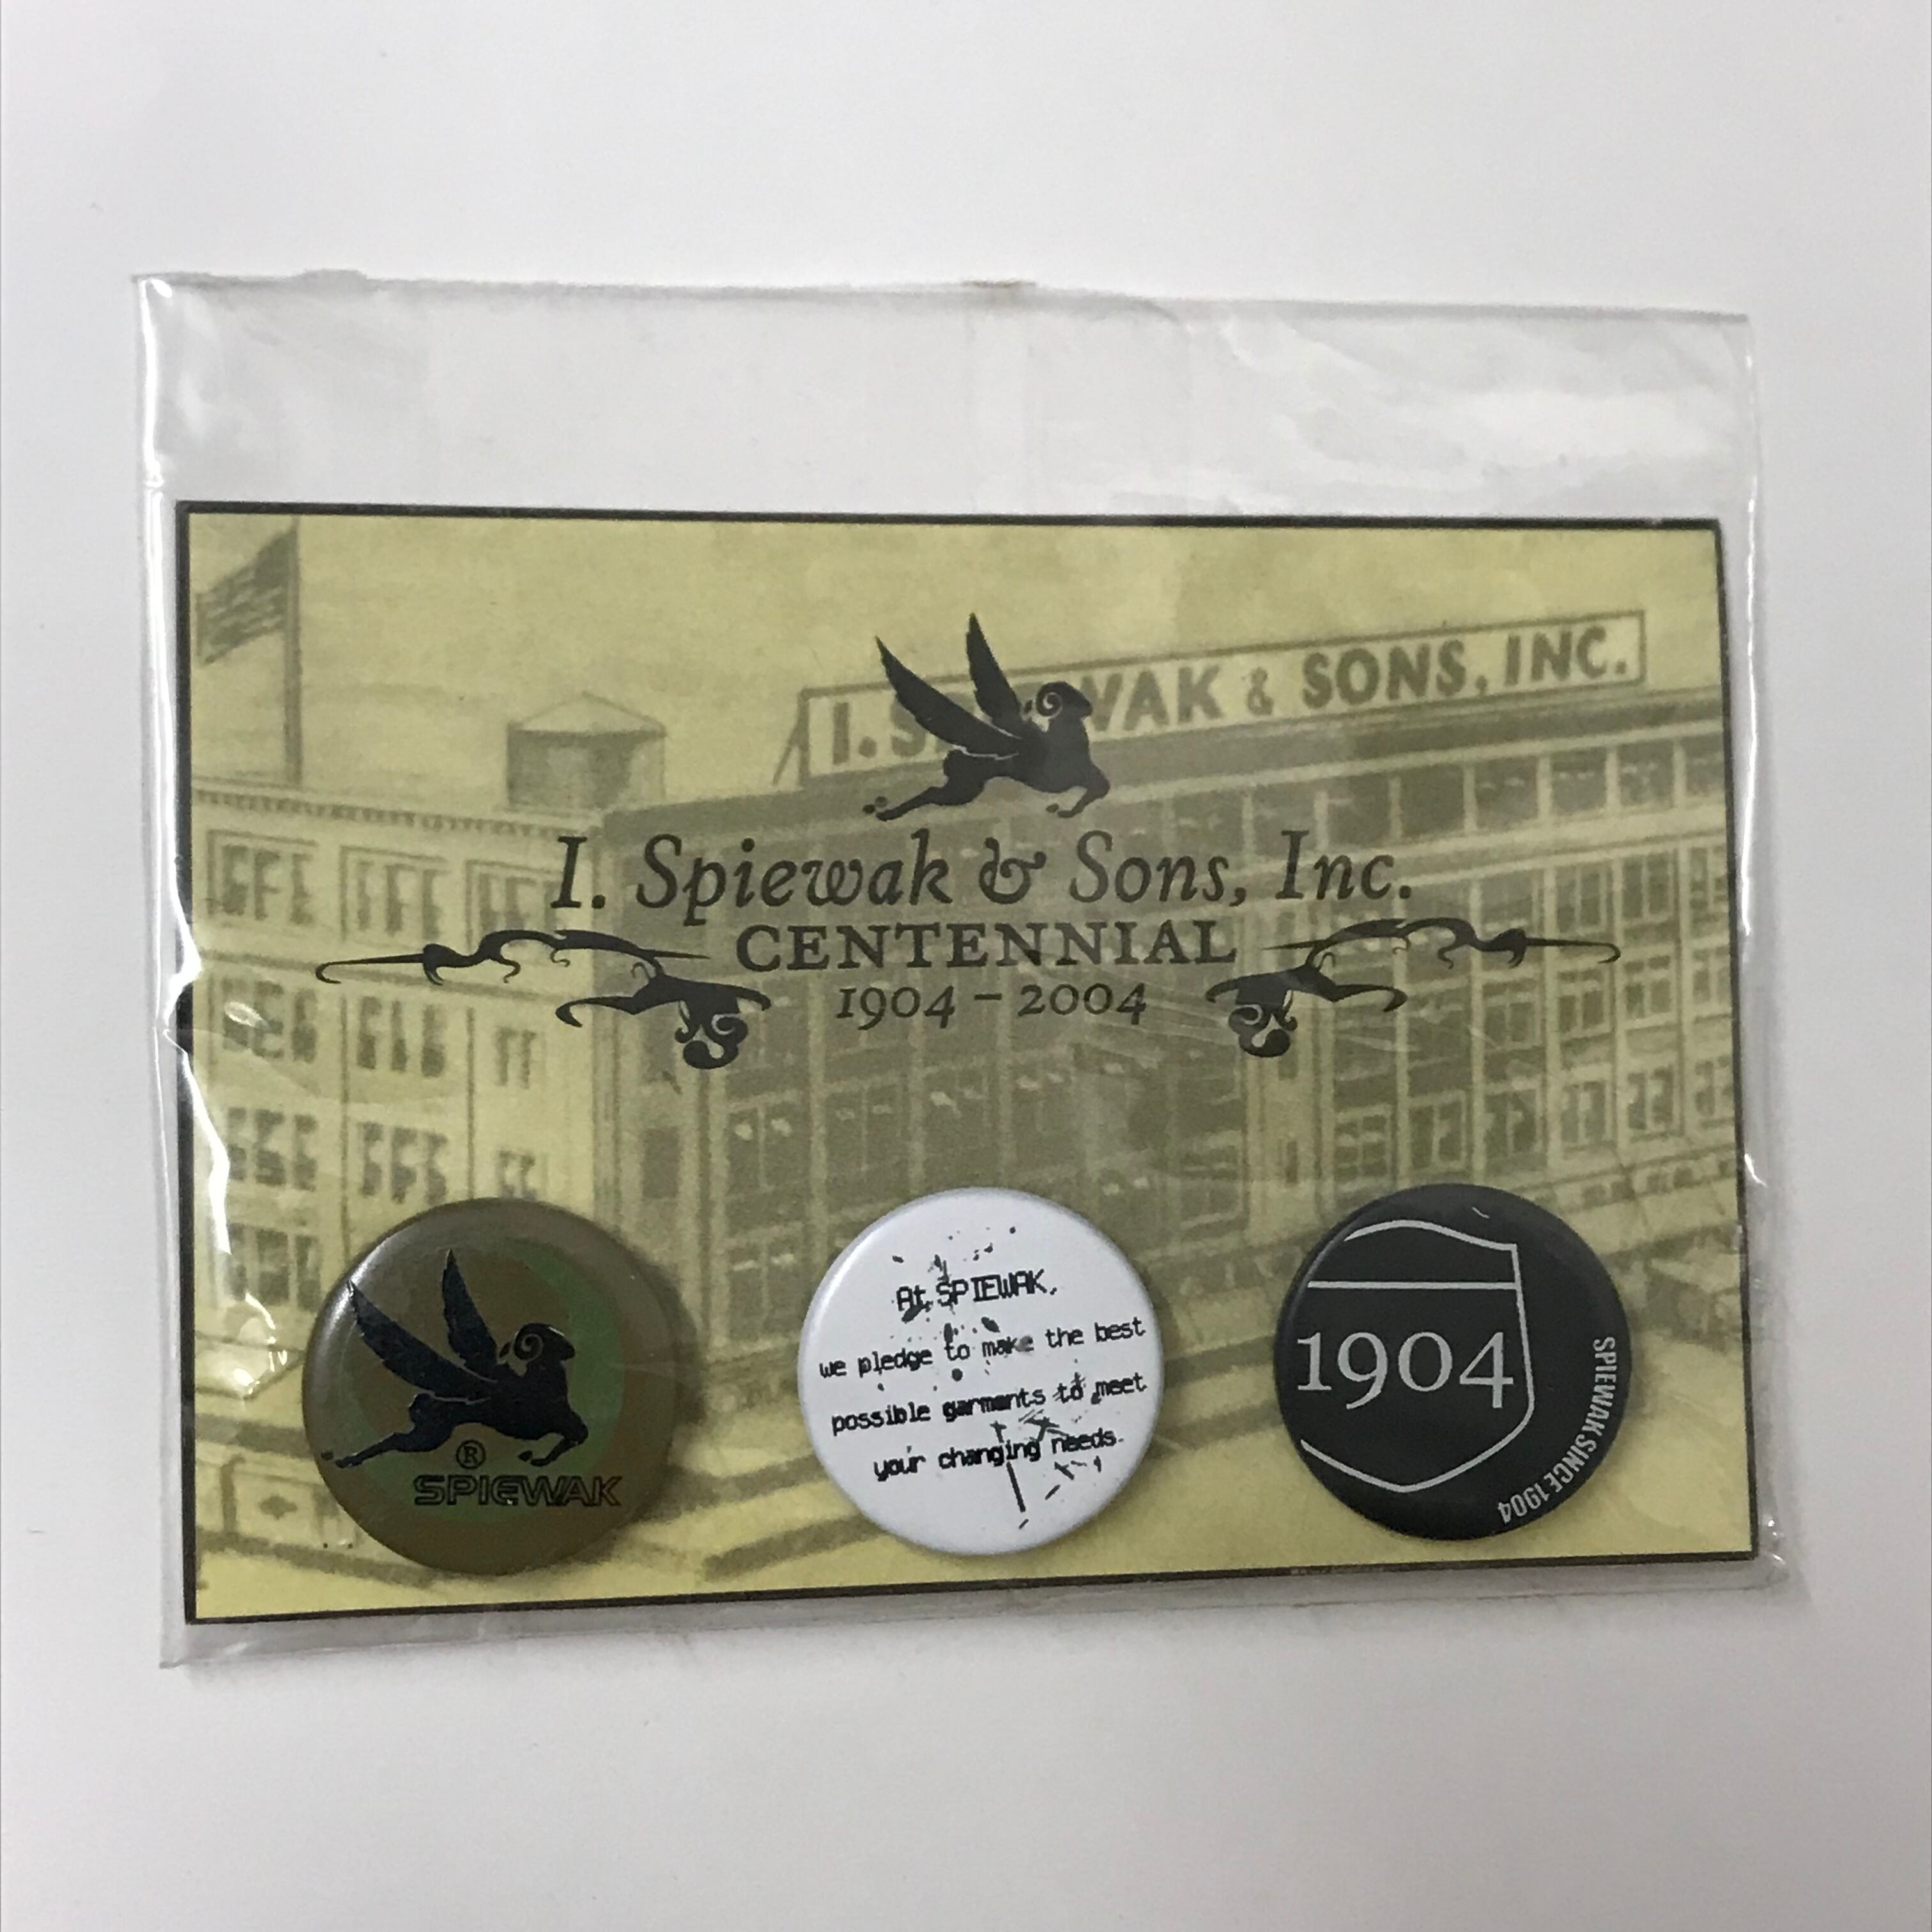 I. S WAK & SONS, INC.
I. Spiewak & Sons, Inc.
CENTENNIAL
1904 – 2004
®
SPIEWAK
At SPIEWAK,
we pledge to make the best
possible garments to meet
your changing needs.
1904
SPIEWAK SINCE 1904